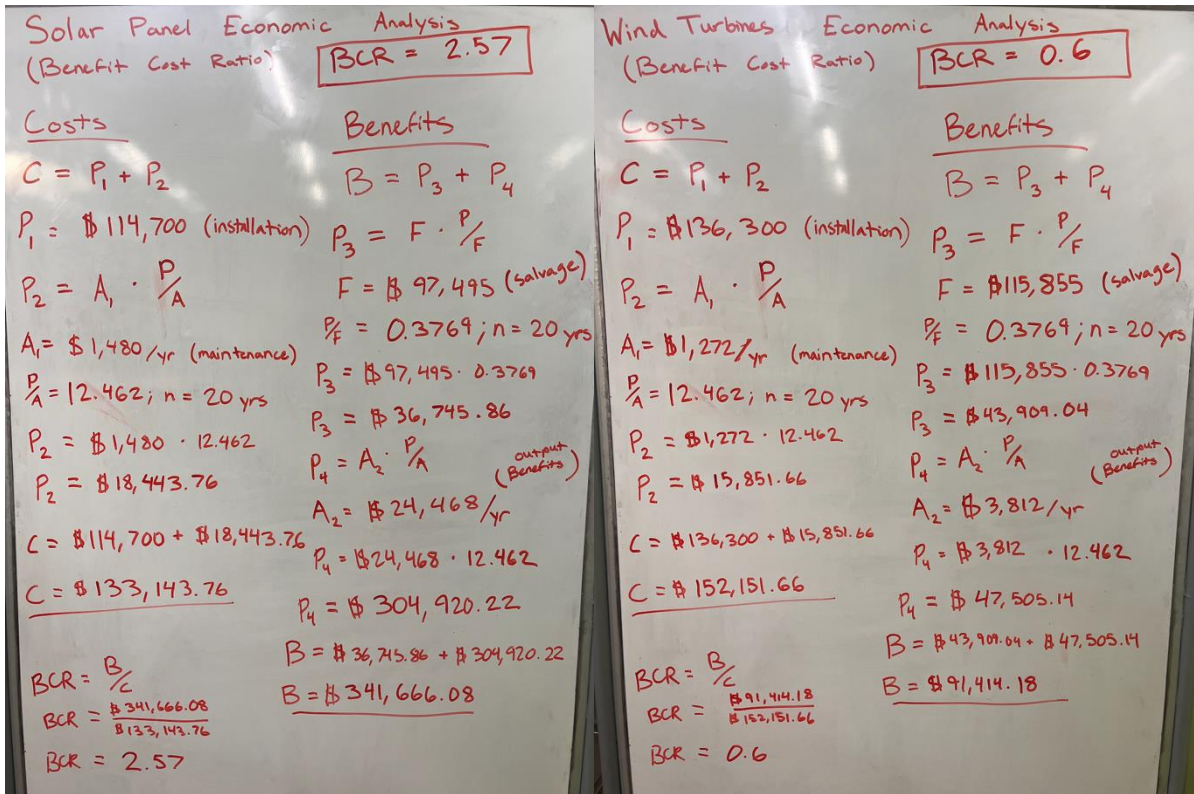 Solar Panel Economic Analysis
(Benefit Cost Ratio)
BCR = 2.57
Costs
C = P₁ + P₂
P₁ = $114,700 (installation)
P₂ = A₁ · P/A
A₁ = $1,480/yr (maintenance)
P/A = 12.462; n = 20 yrs
P₂ = $1,480 · 12.462
P₂ = $18,443.76
C = $114,700 + $18,443.76
C = $133,143.76
BCR = B/C
BCR = $341,666.08 / $133,143.76
BCR = 2.57
Benefits
B = P₃ + P₄
P₃ = F · P/F
F = $97,495 (salvage)
P/F = 0.3769; n = 20 yrs
P₃ = $97,495 · 0.3769
P₃ = $36,745.86
P₄ = A₂ · P/A (output Benefits)
A₂ = $24,468/yr
P₄ = $24,468 · 12.462
P₄ = $304,920.22
B = $36,745.86 + $304,920.22
B = $341,666.08
Wind Turbines Economic Analysis
(Benefit Cost Ratio)
BCR = 0.6
Costs
C = P₁ + P₂
P₁ = $136,300 (installation)
P₂ = A₁ · P/A
A₁ = $1,272/yr (maintenance)
P/A = 12.462; n = 20 yrs
P₂ = $1,272 · 12.462
P₂ = $15,851.66
C = $136,300 + $15,851.66
C = $152,151.66
BCR = B/C
BCR = $91,414.18 / $152,151.66
BCR = 0.6
Benefits
B = P₃ + P₄
P₃ = F · P/F
F = $115,855 (salvage)
P/F = 0.3769; n = 20 yrs
P₃ = $115,855 · 0.3769
P₃ = $43,909.04
P₄ = A₂ · P/A (output Benefits)
A₂ = $3,812/yr
P₄ = $3,812 · 12.462
P₄ = $47,505.14
B = $43,909.04 + $47,505.14
B = $91,414.18